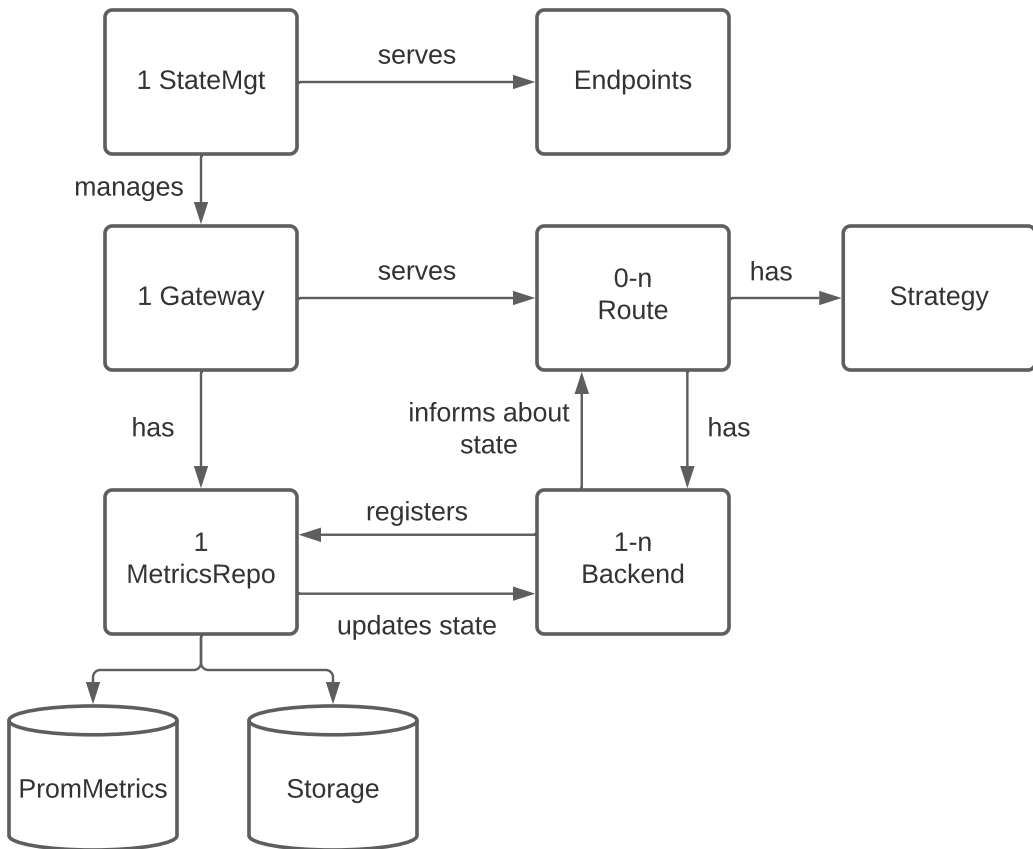 serves
1 StateMgt
Endpoints
manages
serves
has
1 Gateway
0-n
Route
Strategy
has
informs about
state
has
registers
1
MetricsRepo
1-n
Backend
updates state
PromMetrics
Storage